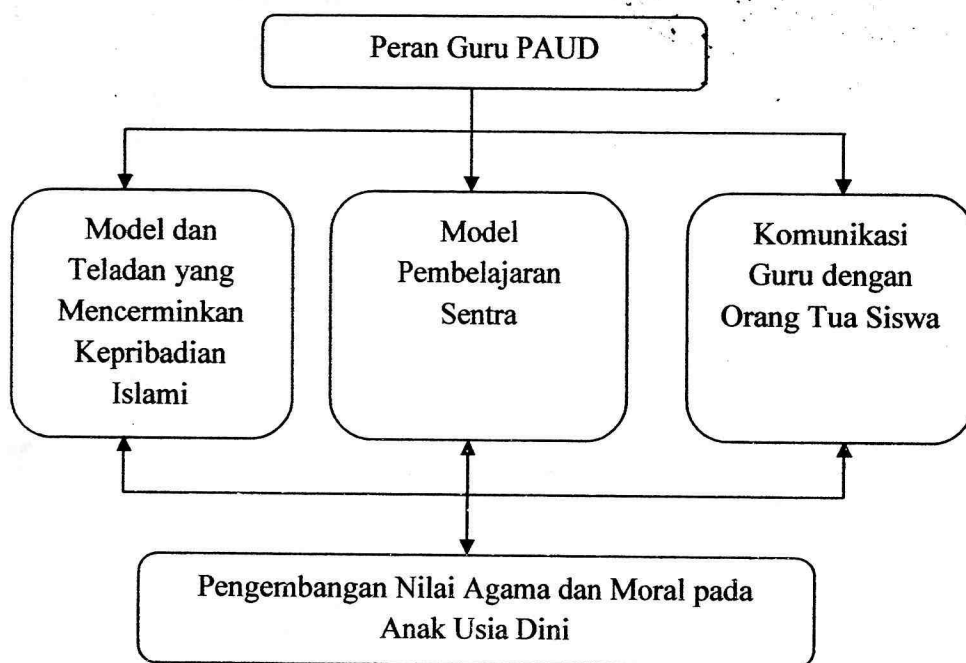 Peran Guru PAUD
Model dan
Teladan yang
Mencerminkan
Kepribadian
Islami
Model
Pembelajaran
Sentra
Komunikasi
Guru dengan
Orang Tua Siswa
Pengembangan Nilai Agama dan Moral pada
Anak Usia Dini